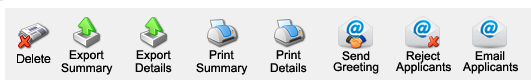 Delete
Export
Summary
Export
Details
Print
Summary
Print
Details
Send
Greeting
Reject
Applicants
Email
Applicants